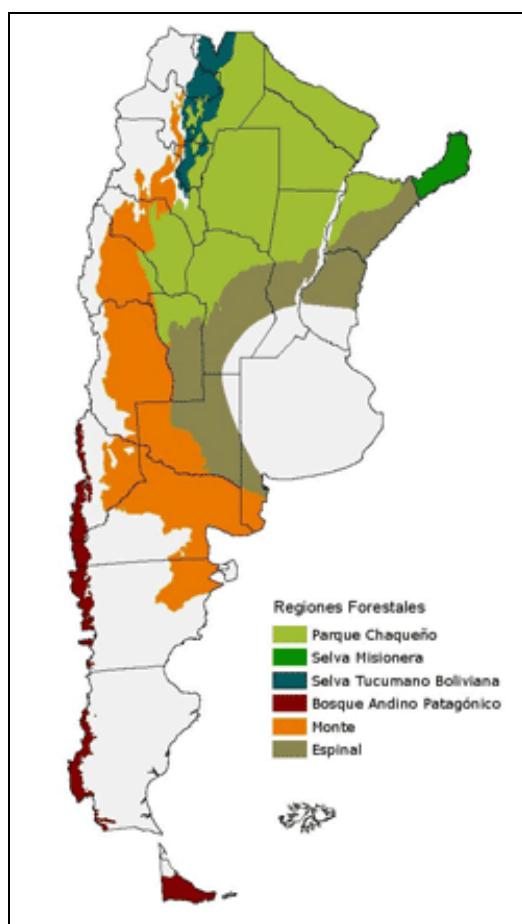 Regiones Forestales
Parque Chaqueño
Selva Misionera
Selva Tucumano Boliviana
Bosque Andino Patagónico
Monte
Espinal